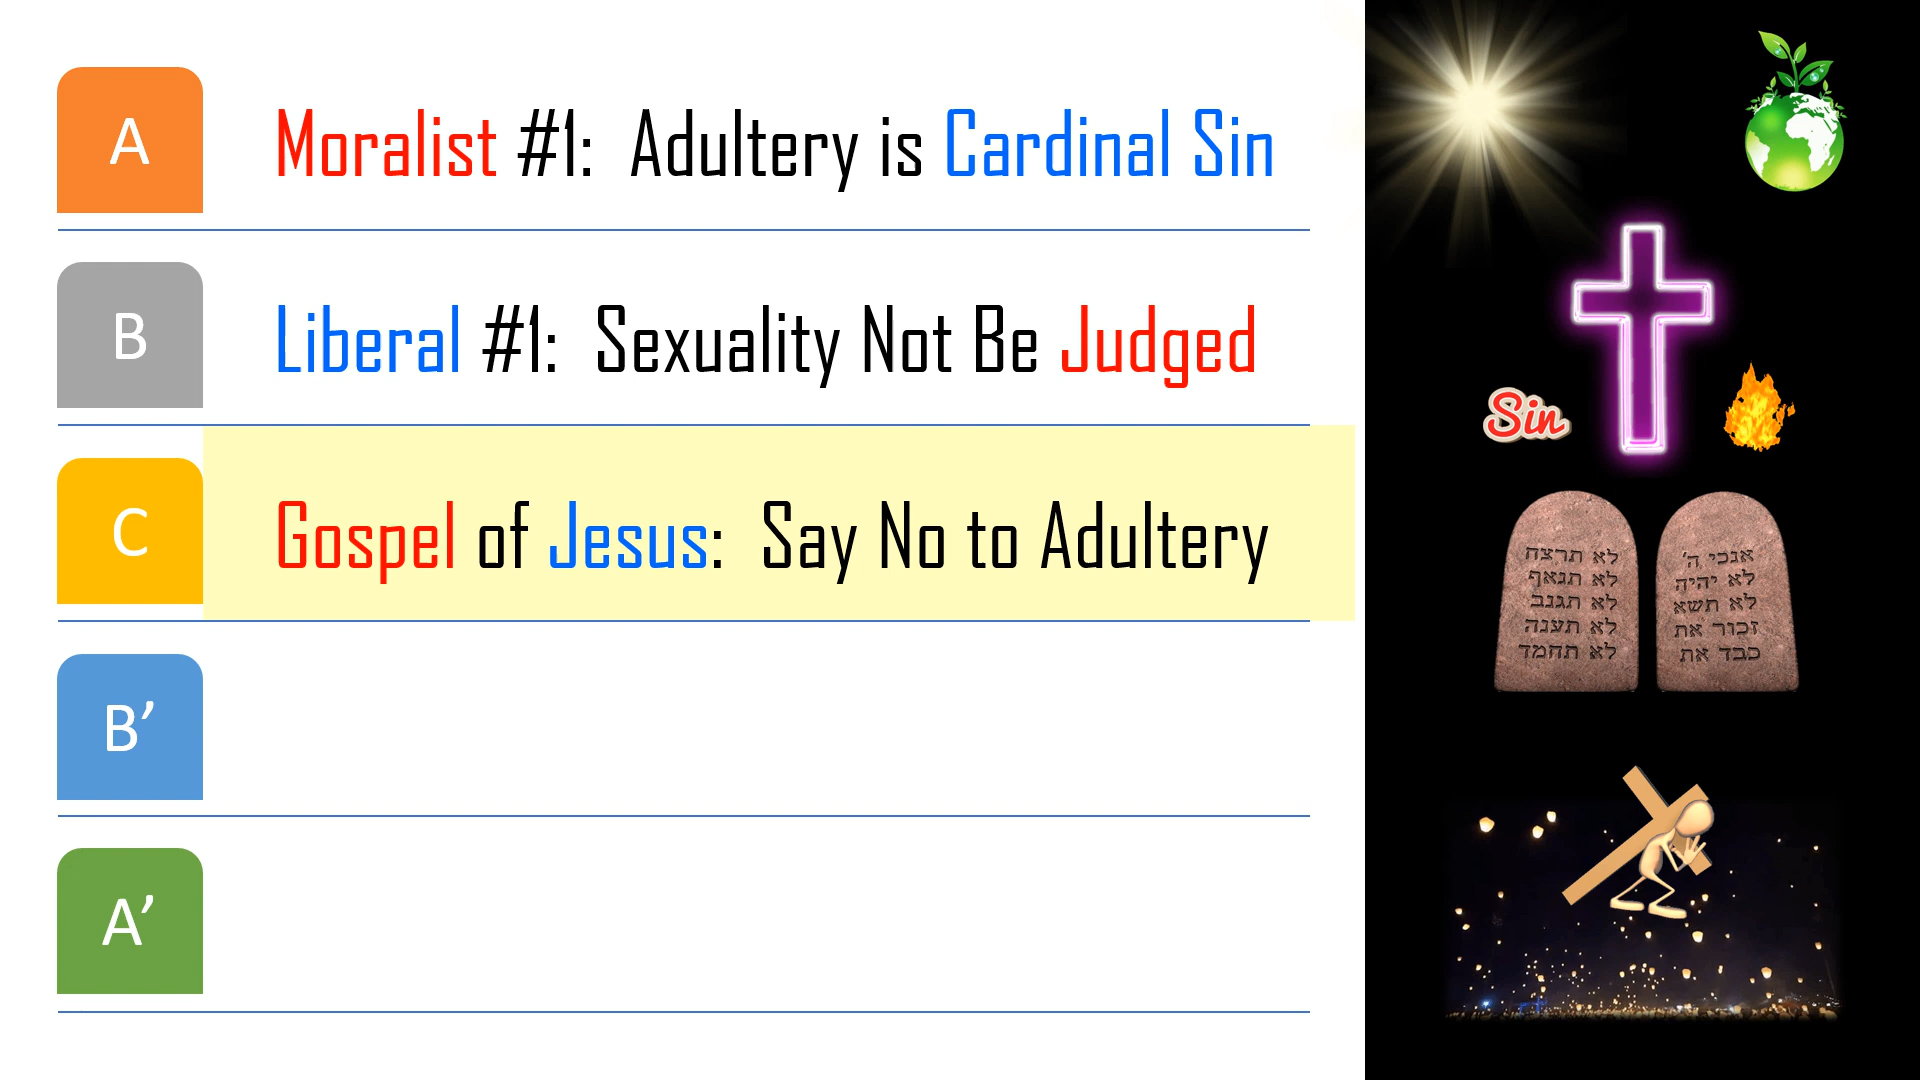 A
Moralist #1: Adultery is Cardinal Sin
B
Liberal #1: Sexuality Not Be Judged
C
Gospel of Jesus: Say No to Adultery
B’
A’
Sin
אנכי ה'
לא יהיה
לא תשא
זכור את
כבד את
לא תרצח
לא תנאף
לא תגנב
לא תענה
לא תחמד